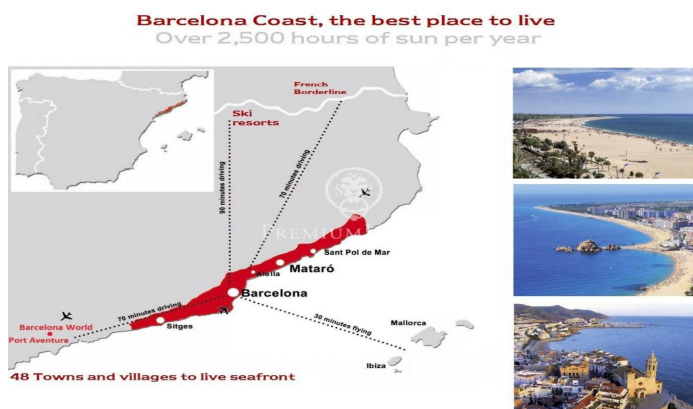 Barcelona Coast, the best place to live
Over 2,500 hours of sun per year
French
Borderline
Ski
resorts
90 minutes driving
70 minutes driving
PREMIUM
Sant Pol de Mar
Mataró
Alella
Barcelona
70 minutes driving
30 minutes flying
Barcelona World
Port Aventura
Sitges
Mallorca
Ibiza
48 Towns and villages to live seafront